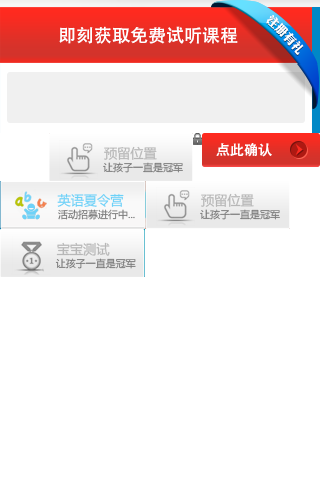 即刻获取免费试听课程
注册有礼
预留位置
让孩子一直是冠军
点此确认
abc
英语夏令营
活动招募进行中...
预留位置
让孩子一直是冠军
宝宝测试
让孩子一直是冠军
1